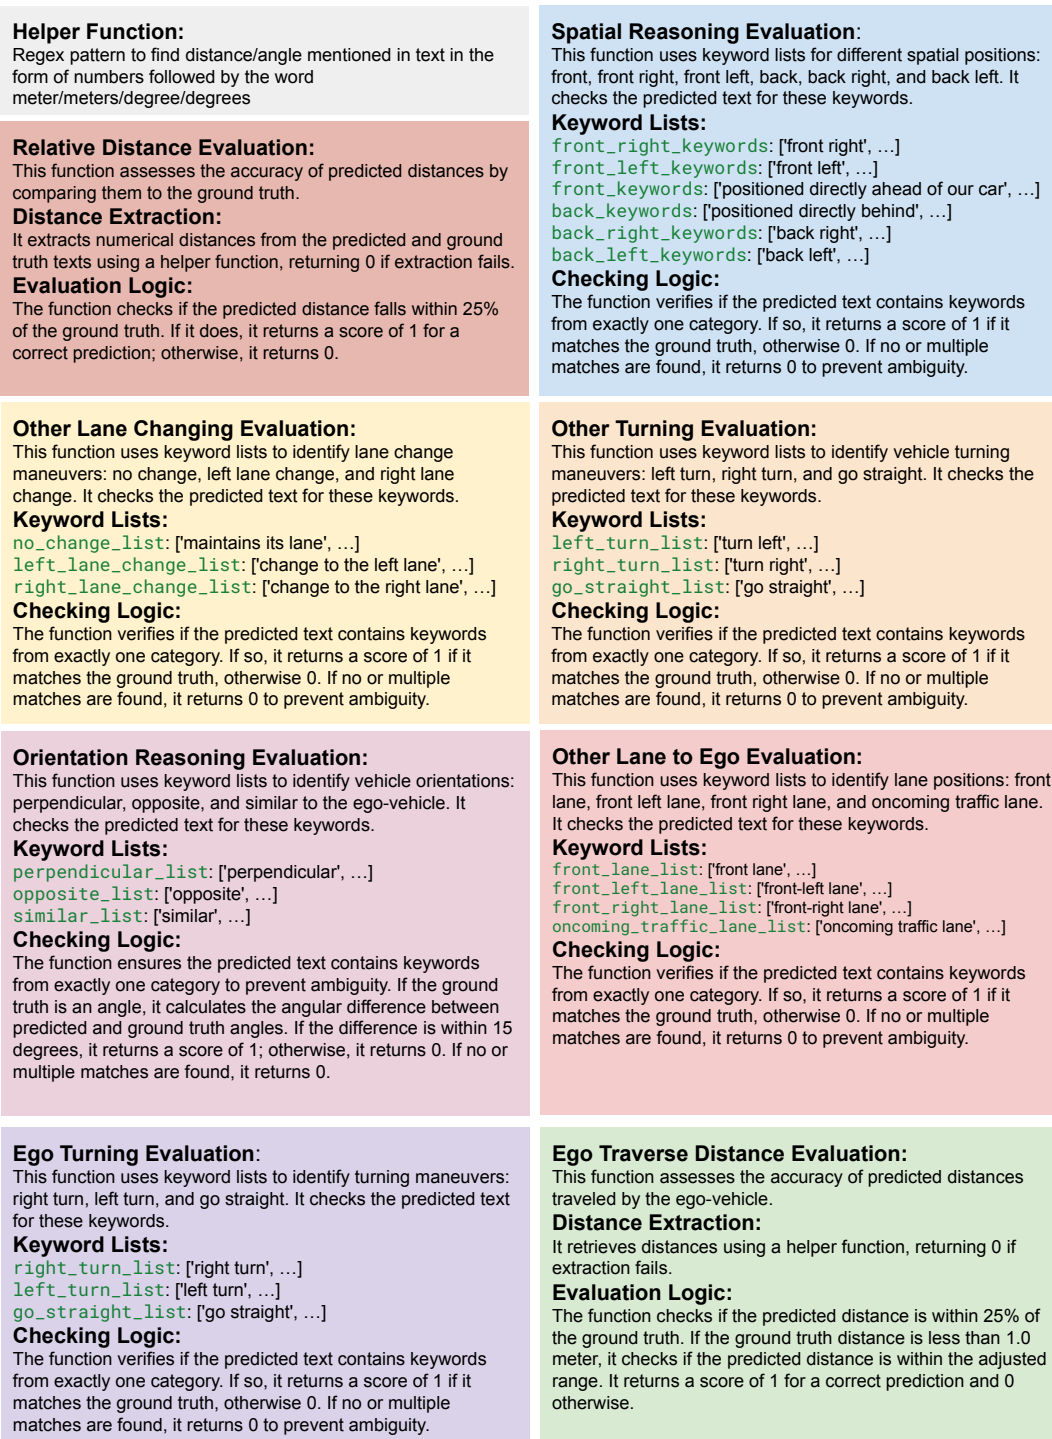 Helper Function:
Regex pattern to find distance/angle mentioned in text in the
form of numbers followed by the word
meter/meters/degree/degrees
Relative Distance Evaluation:
This function assesses the accuracy of predicted distances by
comparing them to the ground truth.
Distance Extraction:
It extracts numerical distances from the predicted and ground
truth texts using a helper function, returning 0 if extraction fails.
Evaluation Logic:
The function checks if the predicted distance falls within 25%
of the ground truth. If it does, it returns a score of 1 for a
correct prediction; otherwise, it returns 0.
Spatial Reasoning Evaluation:
This function uses keyword lists for different spatial positions:
front, front right, front left, back, back right, and back left. It
checks the predicted text for these keywords.
Keyword Lists:
front_right_keywords: ['front right', …]
front_left_keywords: ['front left', …]
front_keywords: ['positioned directly ahead of our car', …]
back_keywords: ['positioned directly behind', …]
back_right_keywords: ['back right', …]
back_left_keywords: ['back left', …]
Checking Logic:
The function verifies if the predicted text contains keywords
from exactly one category. If so, it returns a score of 1 if it
matches the ground truth, otherwise 0. If no or multiple
matches are found, it returns 0 to prevent ambiguity.
Other Lane Changing Evaluation:
This function uses keyword lists to identify lane change
maneuvers: no change, left lane change, and right lane
change. It checks the predicted text for these keywords.
Keyword Lists:
no_change_list: ['maintains its lane', …]
left_lane_change_list: ['change to the left lane', …]
right_lane_change_list: ['change to the right lane', …]
Checking Logic:
The function verifies if the predicted text contains keywords
from exactly one category. If so, it returns a score of 1 if it
matches the ground truth, otherwise 0. If no or multiple
matches are found, it returns 0 to prevent ambiguity.
Other Turning Evaluation:
This function uses keyword lists to identify vehicle turning
maneuvers: left turn, right turn, and go straight. It checks the
predicted text for these keywords.
Keyword Lists:
left_turn_list: ['turn left', …]
right_turn_list: ['turn right', …]
go_straight_list: ['go straight', …]
Checking Logic:
The function verifies if the predicted text contains keywords
from exactly one category. If so, it returns a score of 1 if it
matches the ground truth, otherwise 0. If no or multiple
matches are found, it returns 0 to prevent ambiguity.
Orientation Reasoning Evaluation:
This function uses keyword lists to identify vehicle orientations:
perpendicular, opposite, and similar to the ego-vehicle. It
checks the predicted text for these keywords.
Keyword Lists:
perpendicular_list: ['perpendicular', …]
opposite_list: ['opposite', …]
similar_list: ['similar', …]
Checking Logic:
The function ensures the predicted text contains keywords
from exactly one category to prevent ambiguity. If the ground
truth is an angle, it calculates the angular difference between
predicted and ground truth angles. If the difference is within 15
degrees, it returns a score of 1; otherwise, it returns 0. If no or
multiple matches are found, it returns 0.
Other Lane to Ego Evaluation:
This function uses keyword lists to identify lane positions: front
lane, front left lane, front right lane, and oncoming traffic lane.
It checks the predicted text for these keywords.
Keyword Lists:
front_lane_list: ['front lane', …]
front_left_lane_list: ['front-left lane', …]
front_right_lane_list: ['front-right lane', …]
oncoming_traffic_lane_list: ['oncoming traffic lane', …]
Checking Logic:
The function verifies if the predicted text contains keywords
from exactly one category. If so, it returns a score of 1 if it
matches the ground truth, otherwise 0. If no or multiple
matches are found, it returns 0 to prevent ambiguity.
Ego Turning Evaluation:
This function uses keyword lists to identify turning maneuvers:
right turn, left turn, and go straight. It checks the predicted text
for these keywords.
Keyword Lists:
right_turn_list: ['right turn', …]
left_turn_list: ['left turn', …]
go_straight_list: ['go straight', …]
Checking Logic:
The function verifies if the predicted text contains keywords
from exactly one category. If so, it returns a score of 1 if it
matches the ground truth, otherwise 0. If no or multiple
matches are found, it returns 0 to prevent ambiguity.
Ego Traverse Distance Evaluation:
This function assesses the accuracy of predicted distances
traveled by the ego-vehicle.
Distance Extraction:
It retrieves distances using a helper function, returning 0 if
extraction fails.
Evaluation Logic:
The function checks if the predicted distance is within 25% of
the ground truth. If the ground truth distance is less than 1.0
meter, it checks if the predicted distance is within the adjusted
range. It returns a score of 1 for a correct prediction and 0
otherwise.